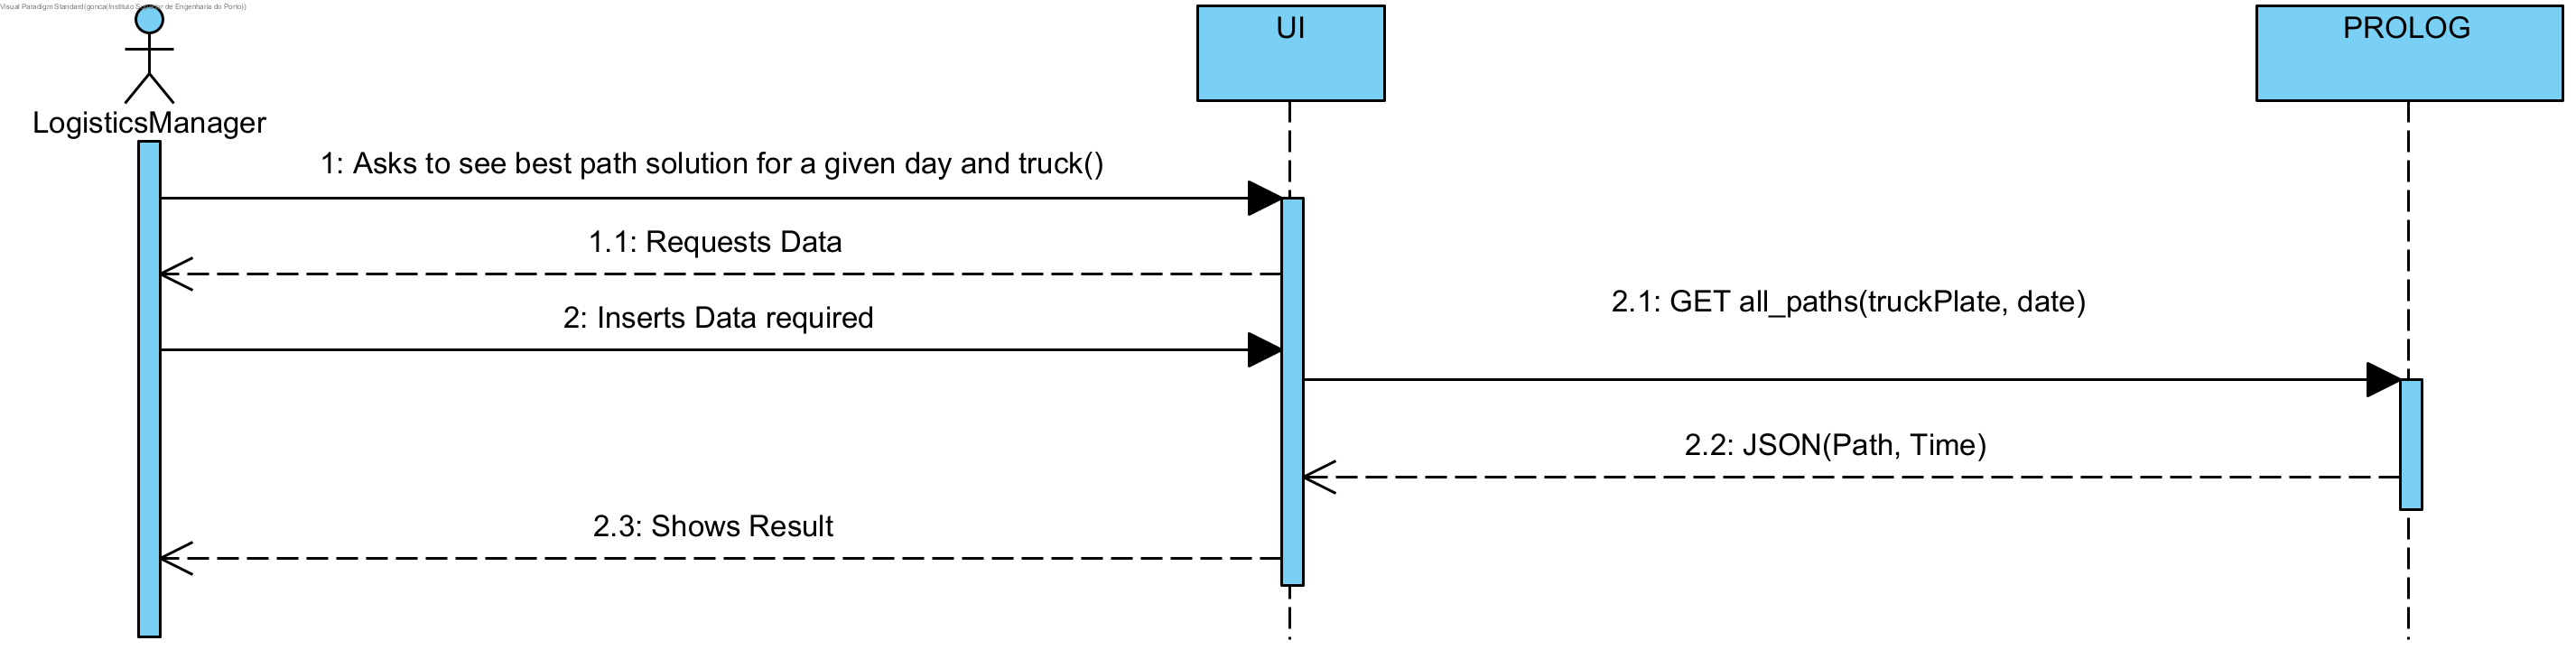 Visual Paradigm Standard(gonca(Instituto Superior de Engenharia do Porto))
UI
PROLOG
LogisticsManager
1: Asks to see best path solution for a given day and truck()
1.1: Requests Data
2: Inserts Data required
2.1: GET all_paths(truckPlate, date)
2.2: JSON(Path, Time)
2.3: Shows Result